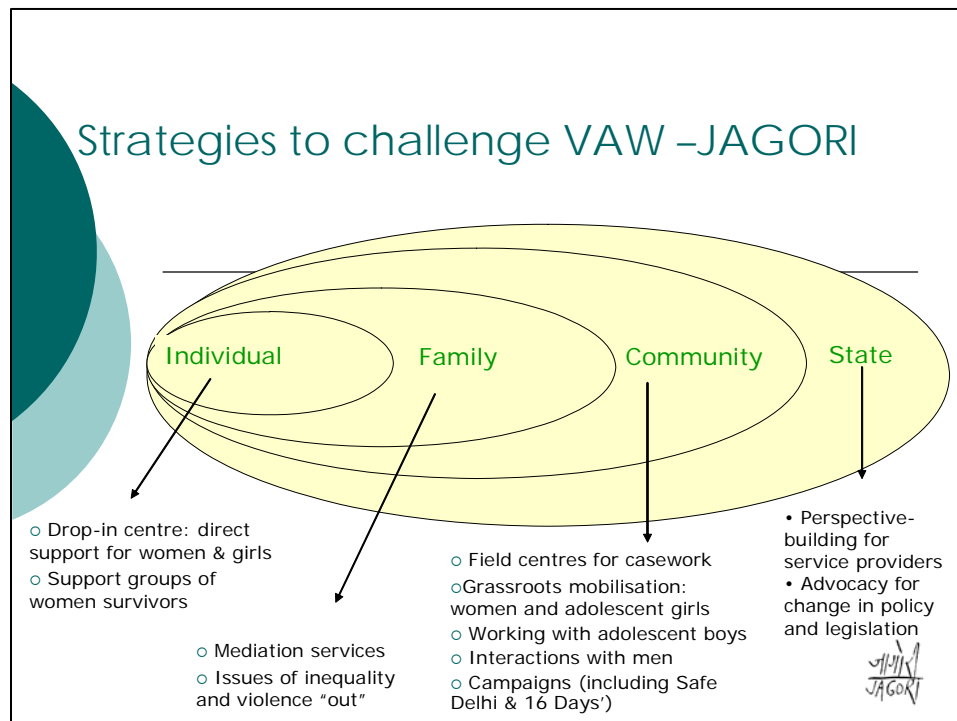 Strategies to challenge VAW –JAGORI
Individual
Family
Community
State
○ Drop-in centre: direct
support for women & girls
○ Support groups of
women survivors
○ Mediation services
○ Issues of inequality
and violence “out”
○ Field centres for casework
○Grassroots mobilisation:
women and adolescent girls
○ Working with adolescent boys
○ Interactions with men
○ Campaigns (including Safe
Delhi & 16 Days’)
• Perspective-
building for
service providers
• Advocacy for
change in policy
and legislation
जागोरी
JAGORI